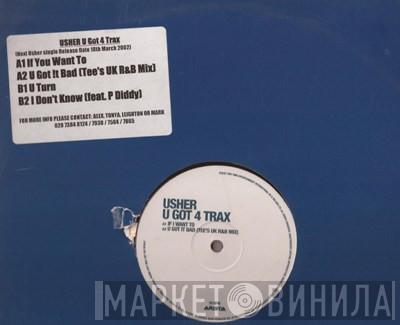 USHER U Got 4 Trax
(Next Usher single Release Date 18th March 2002)
A1 If You Want To
A2 U Got It Bad (Tee's UK R&B Mix)
B1 U Turn
B2 I Don't Know (feat. P Diddy)
FOR MORE INFO PLEASE CONTACT: ALEX, TONYA, LEIGHTON OR MARK
020 7384 8124 / 7938 / 7504 / 7865
USHER
U GOT 4 TRAX
A1 IF I WANT TO
A2 U GOT IT BAD (TEE'S UK R&B MIX)
ARISTA
МАРКЕТ ВИНИЛА